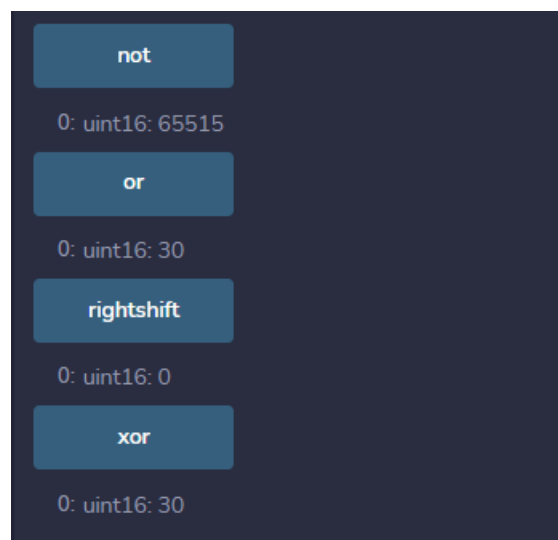 not
0: uint16: 65515
or
0: uint16: 30
rightshift
0: uint16: 0
xor
0: uint16: 30